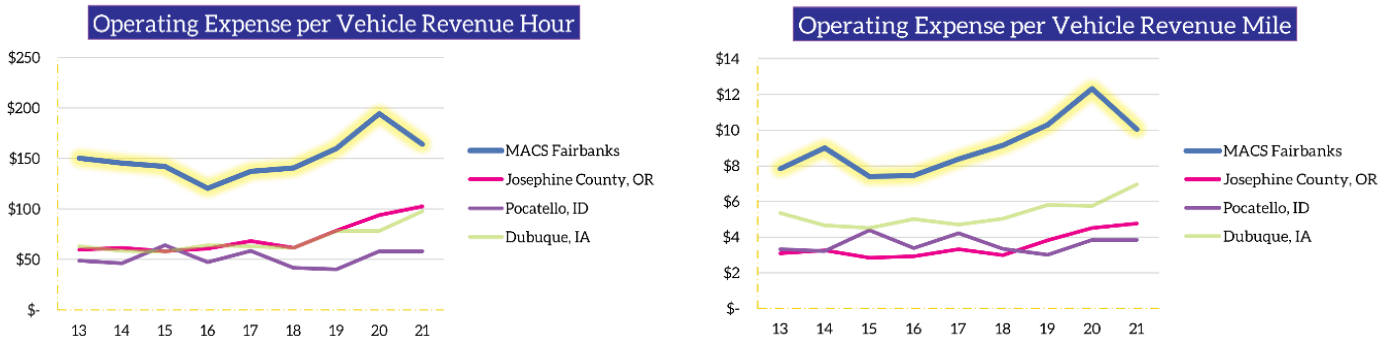 Operating Expense per Vehicle Revenue Hour
$250
$200
$150
$100
$50
$-
13 14 15 16 17 18 19 20 21
MACS Fairbanks
Josephine County, OR
Pocatello, ID
Dubuque, IA
Operating Expense per Vehicle Revenue Mile
$14
$12
$10
$8
$6
$4
$2
$-
13 14 15 16 17 18 19 20 21
MACS Fairbanks
Josephine County, OR
Pocatello, ID
Dubuque, IA